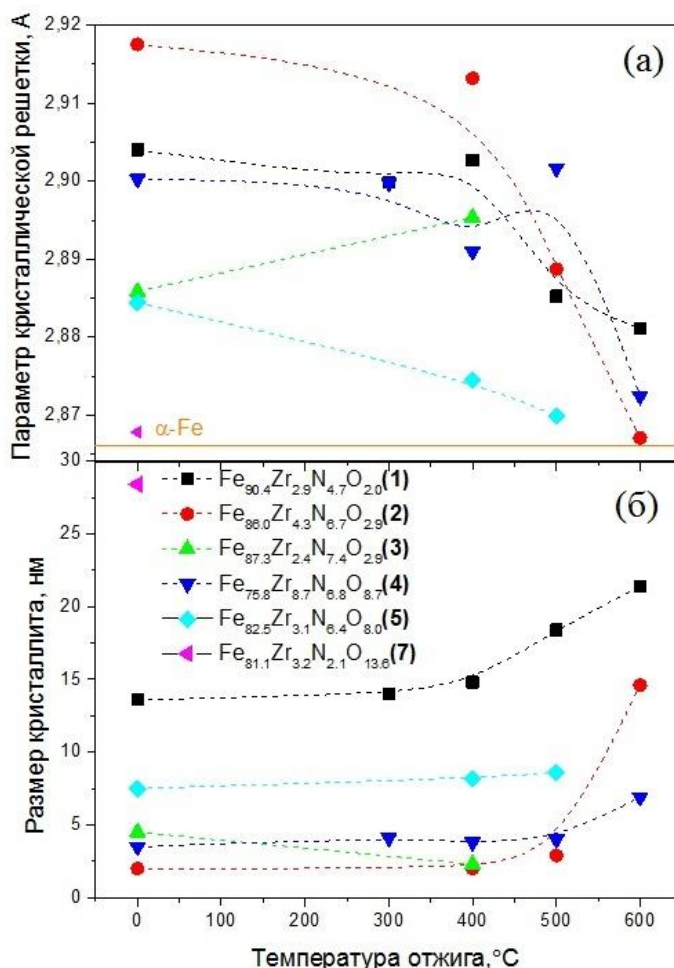 Параметр кристаллической решетки, А
2,92
2,91
2,90
2,89
2,88
2,87
(а)
α-Fe
30
25
20
15
10
5
0
Размер кристаллита, нм
(б)
Fe90.4Zr2.9N4.7O2.0(1)
Fe86.0Zr4.3N6.7O2.9(2)
Fe87.3Zr2.4N7.4O2.9(3)
Fe75.8Zr8.7N6.8O8.7(4)
Fe82.5Zr3.1N6.4O8.0(5)
Fe81.1Zr3.2N2.1O13.6(7)
0 100 200 300 400 500 600
Температура отжига,°С